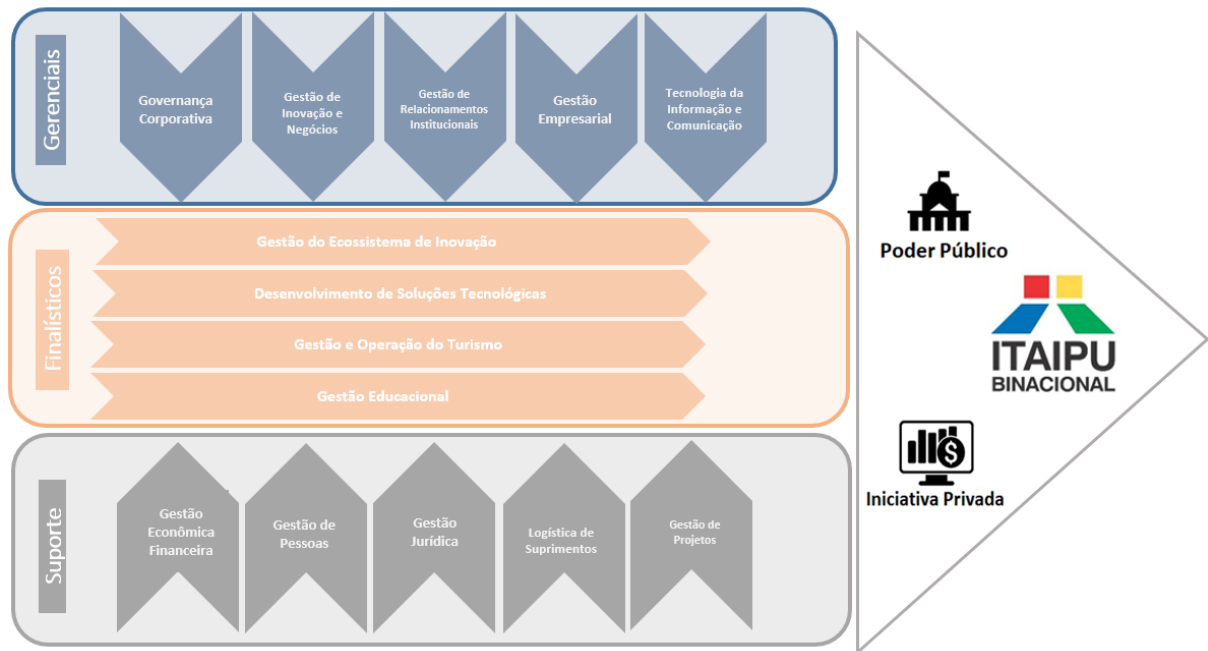 Gerenciais
Governança
Corporativa
Gestão de
Inovação e
Negócios
Gestão de
Relacionamentos
Institucionais
Gestão
Empresarial
Tecnologia da
Informação e
Comunicação
Finalísticos
Gestão do Ecossistema de Inovação
Desenvolvimento de Soluções Tecnológicas
Gestão e Operação do Turismo
Gestão Educacional
Suporte
Gestão
Econômica
Financeira
Gestão de
Pessoas
Gestão
Jurídica
Logística de
Suprimentos
Gestão de
Projetos
Poder Público
ITAIPU
BINACIONAL
$
Iniciativa Privada